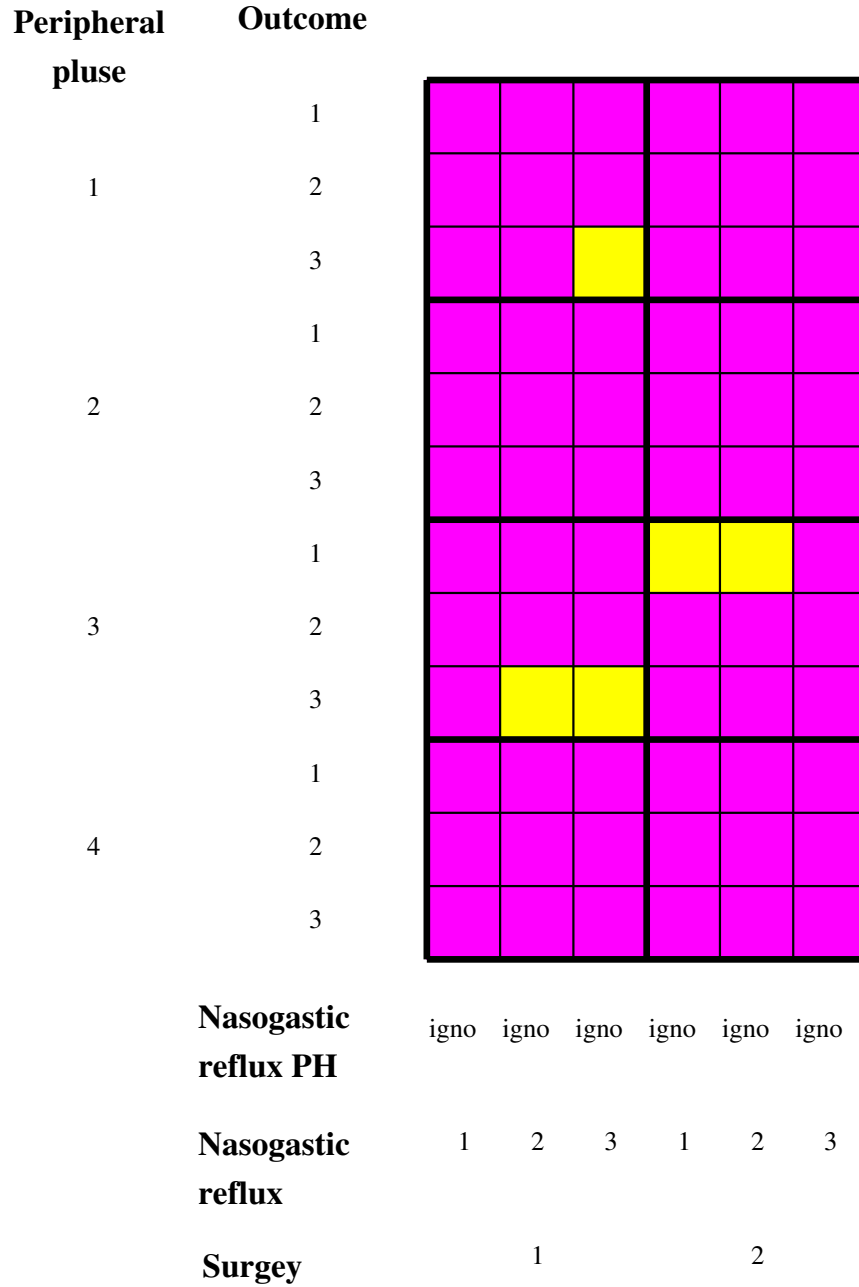 Peripheral Outcome
pluse
1
1 2
3
1
2 2
3
1
3 2
3
1
4 2
3
Nasogastic igno igno igno igno igno igno
reflux PH
Nasogastic 1 2 3 1 2 3
reflux
Surgey 1 2